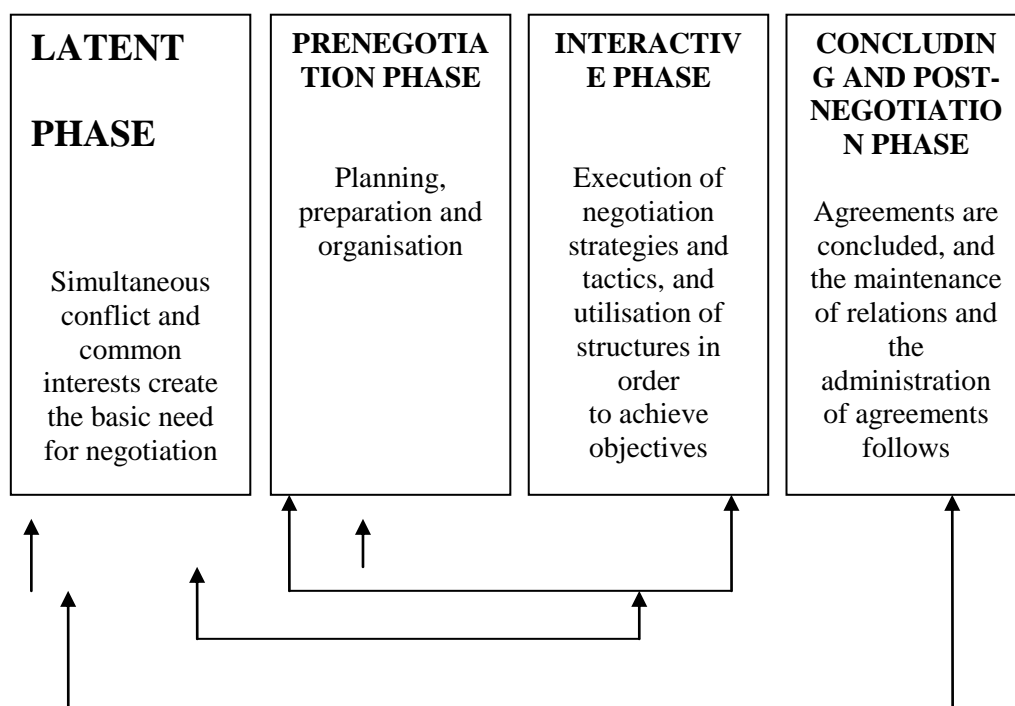 LATENT
PHASE
Simultaneous
conflict and
common
interests create
the basic need
for negotiation
PRENEGOTIA
TION PHASE
Planning,
preparation and
organisation
INTERACTIV
E PHASE
Execution of
negotiation
strategies and
tactics, and
utilisation of
structures in
order
to achieve
objectives
CONCLUDIN
G AND POST-
NEGOTIATIO
N PHASE
Agreements are
concluded, and
the maintenance
of relations and
the
administration
of agreements
follows